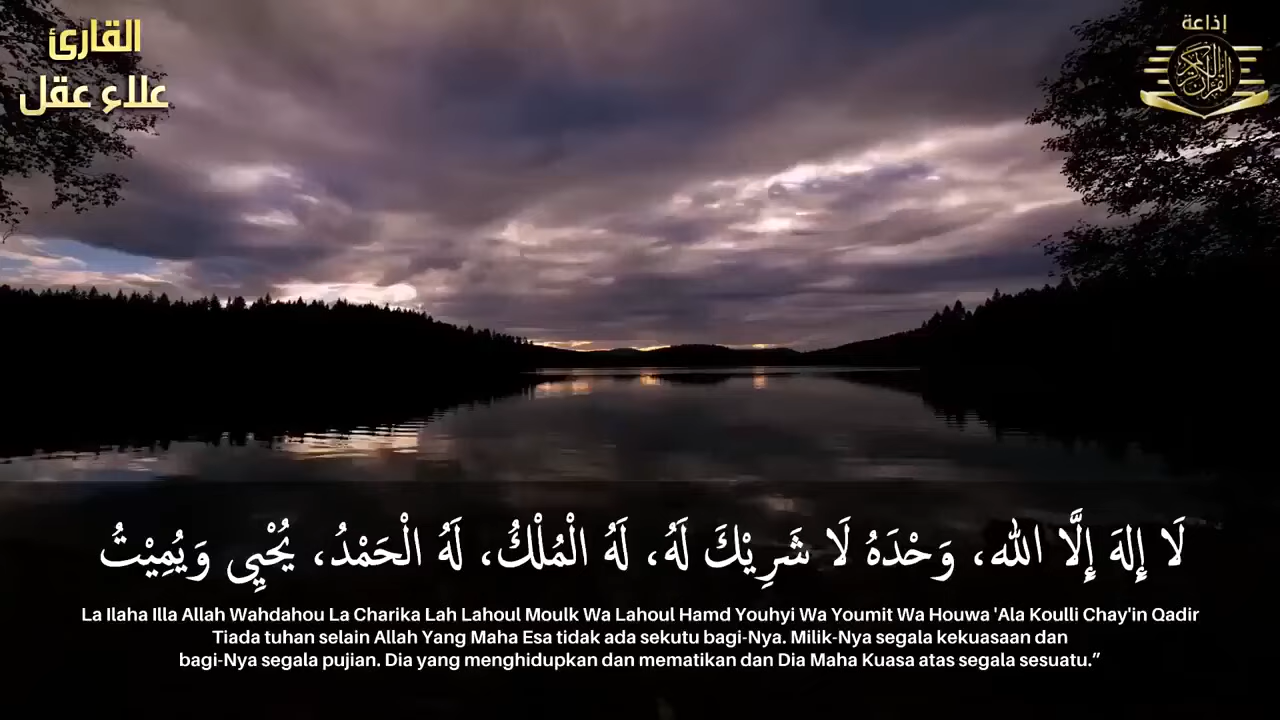 القارئ
علاء عقل
إذاعة
القرآن الكريم
لَا إِلهَ إِلَّا الله، وَحْدَهُ لَا شَرِيْكَ لَهُ، لَهُ الْمُلْكُ، لَهُ الْحَمْدُ، يُحْيِي وَيُمِيْتُ
La Ilaha Illa Allah Wahdahou La Charika Lah Lahoul Moulk Wa Lahoul Hamd Youhyi Wa Youmit Wa Houwa 'Ala Koulli Chay'in Qadir
Tiada tuhan selain Allah Yang Maha Esa tidak ada sekutu bagi-Nya. Milik-Nya segala kekuasaan dan
bagi-Nya segala pujian. Dia yang menghidupkan dan mematikan dan Dia Maha Kuasa atas segala sesuatu.”